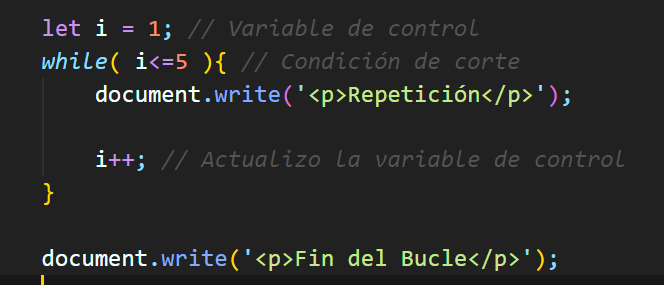 let i = 1; // Variable de control
while( i<=5 ){ // Condición de corte
document.write('<p>Repetición</p>');
i++; // Actualizo la variable de control
}
document.write('<p>Fin del Bucle</p>');